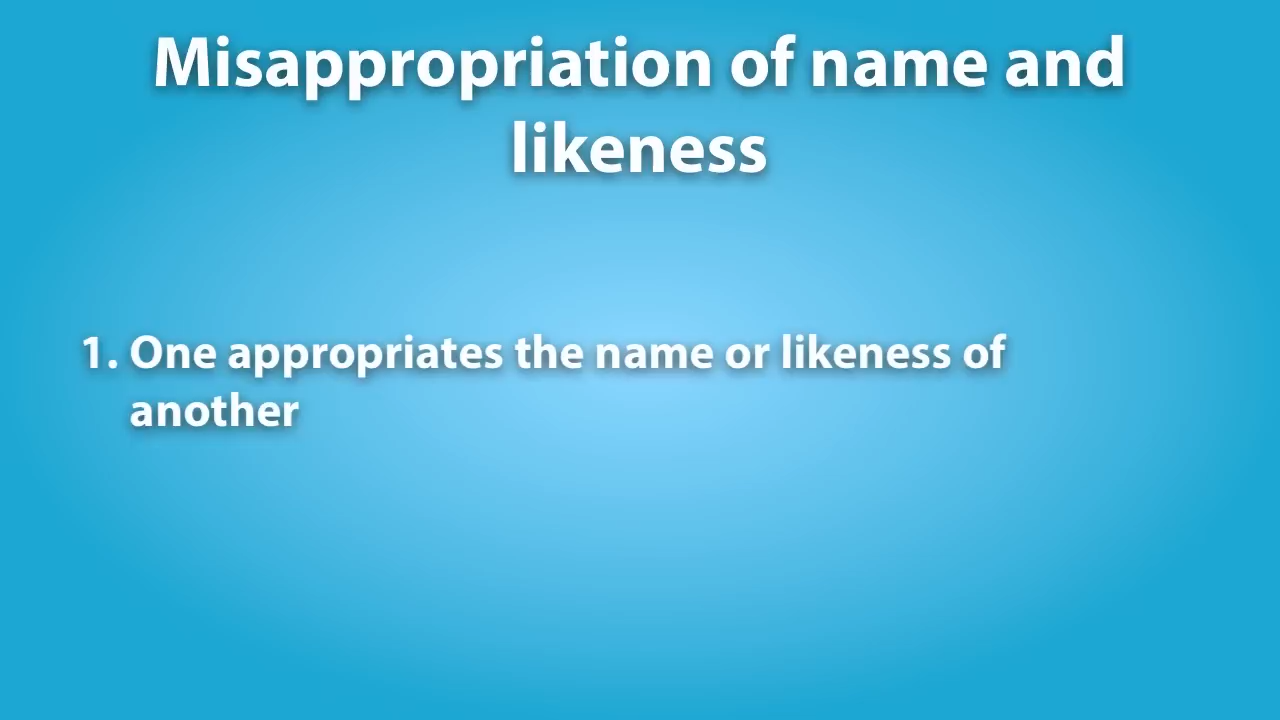 Misappropriation of name and
likeness
1. One appropriates the name or likeness of
another